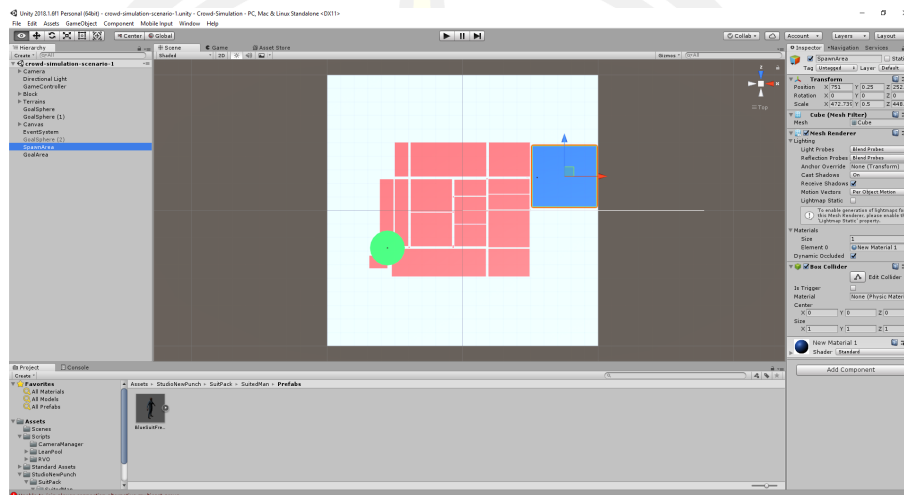 Unity 2018.1.6f1 Personal (64bit) - crowd-simulation-scenario-1.unity - Crowd-Simulation - PC, Mac & Linux Standalone <DX11>
File Edit Assets GameObject Component Mobile Input Window Help
Center Global Collab Account Layers Layout
Hierarchy Scene Game Asset Store Inspector Navigation Services
Create All Shaded 2D Gizmos All SpawnArea Stati
crowd-simulation-scenario-1 Tag Untagged Layer Default
Camera Transform
Directional Light Position X 751 Y 0.25 Z 252.
GameController Rotation X 0 Y 0 Z 0
Block Scale X 472.739 Y 0.5 Z 448.
Terrains Cube (Mesh Filter)
GoalSphere Mesh Cube
GoalSphere (1) Mesh Renderer
Canvas Lighting
EventSystem Light Probes Blend Probes
GoalSphere (2) Reflection Probes Blend Probes
SpawnArea Anchor Override None (Transform)
GoalArea Cast Shadows On
Receive Shadows
Motion Vectors Per Object Motion
Lightmap Static
To enable generation of lightmaps fo
this Mesh Renderer, please enable th
'Lightmap Static' property.
Materials
Size 1
Element 0 New Material 1
Dynamic Occluded
Box Collider
Edit Collider
Is Trigger
Material None (Physic Materi
Center
X 0 Y 0 Z 0
Size
X 1 Y 1 Z 1
New Material 1
Shader Standard
Add Component
z
x
Top
Project Console
Create
Favorites Assets StudioNewPunch SuitPack SuitedMan Prefabs
All Materials
All Models
All Prefabs
Assets BlueSuitFre...
Scenes
Scripts
CameraManager
LeanPool
RVO
Standard Assets
StudioNewPunch
SuitPack
SuitedMan